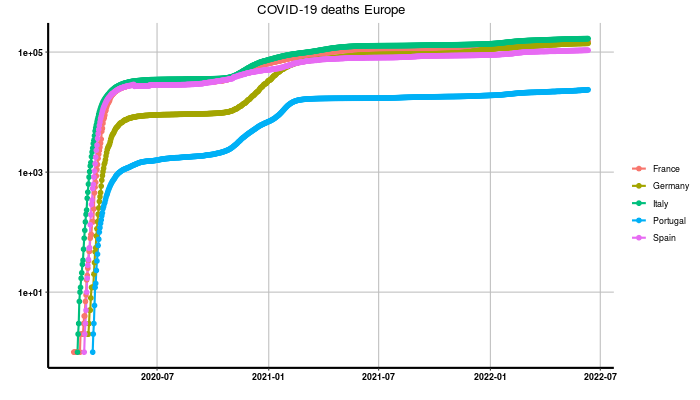 COVID-19 deaths Europe
1e+05
1e+03
1e+01
2020-07
2021-01
2021-07
2022-01
2022-07
France
Germany
Italy
Portugal
Spain